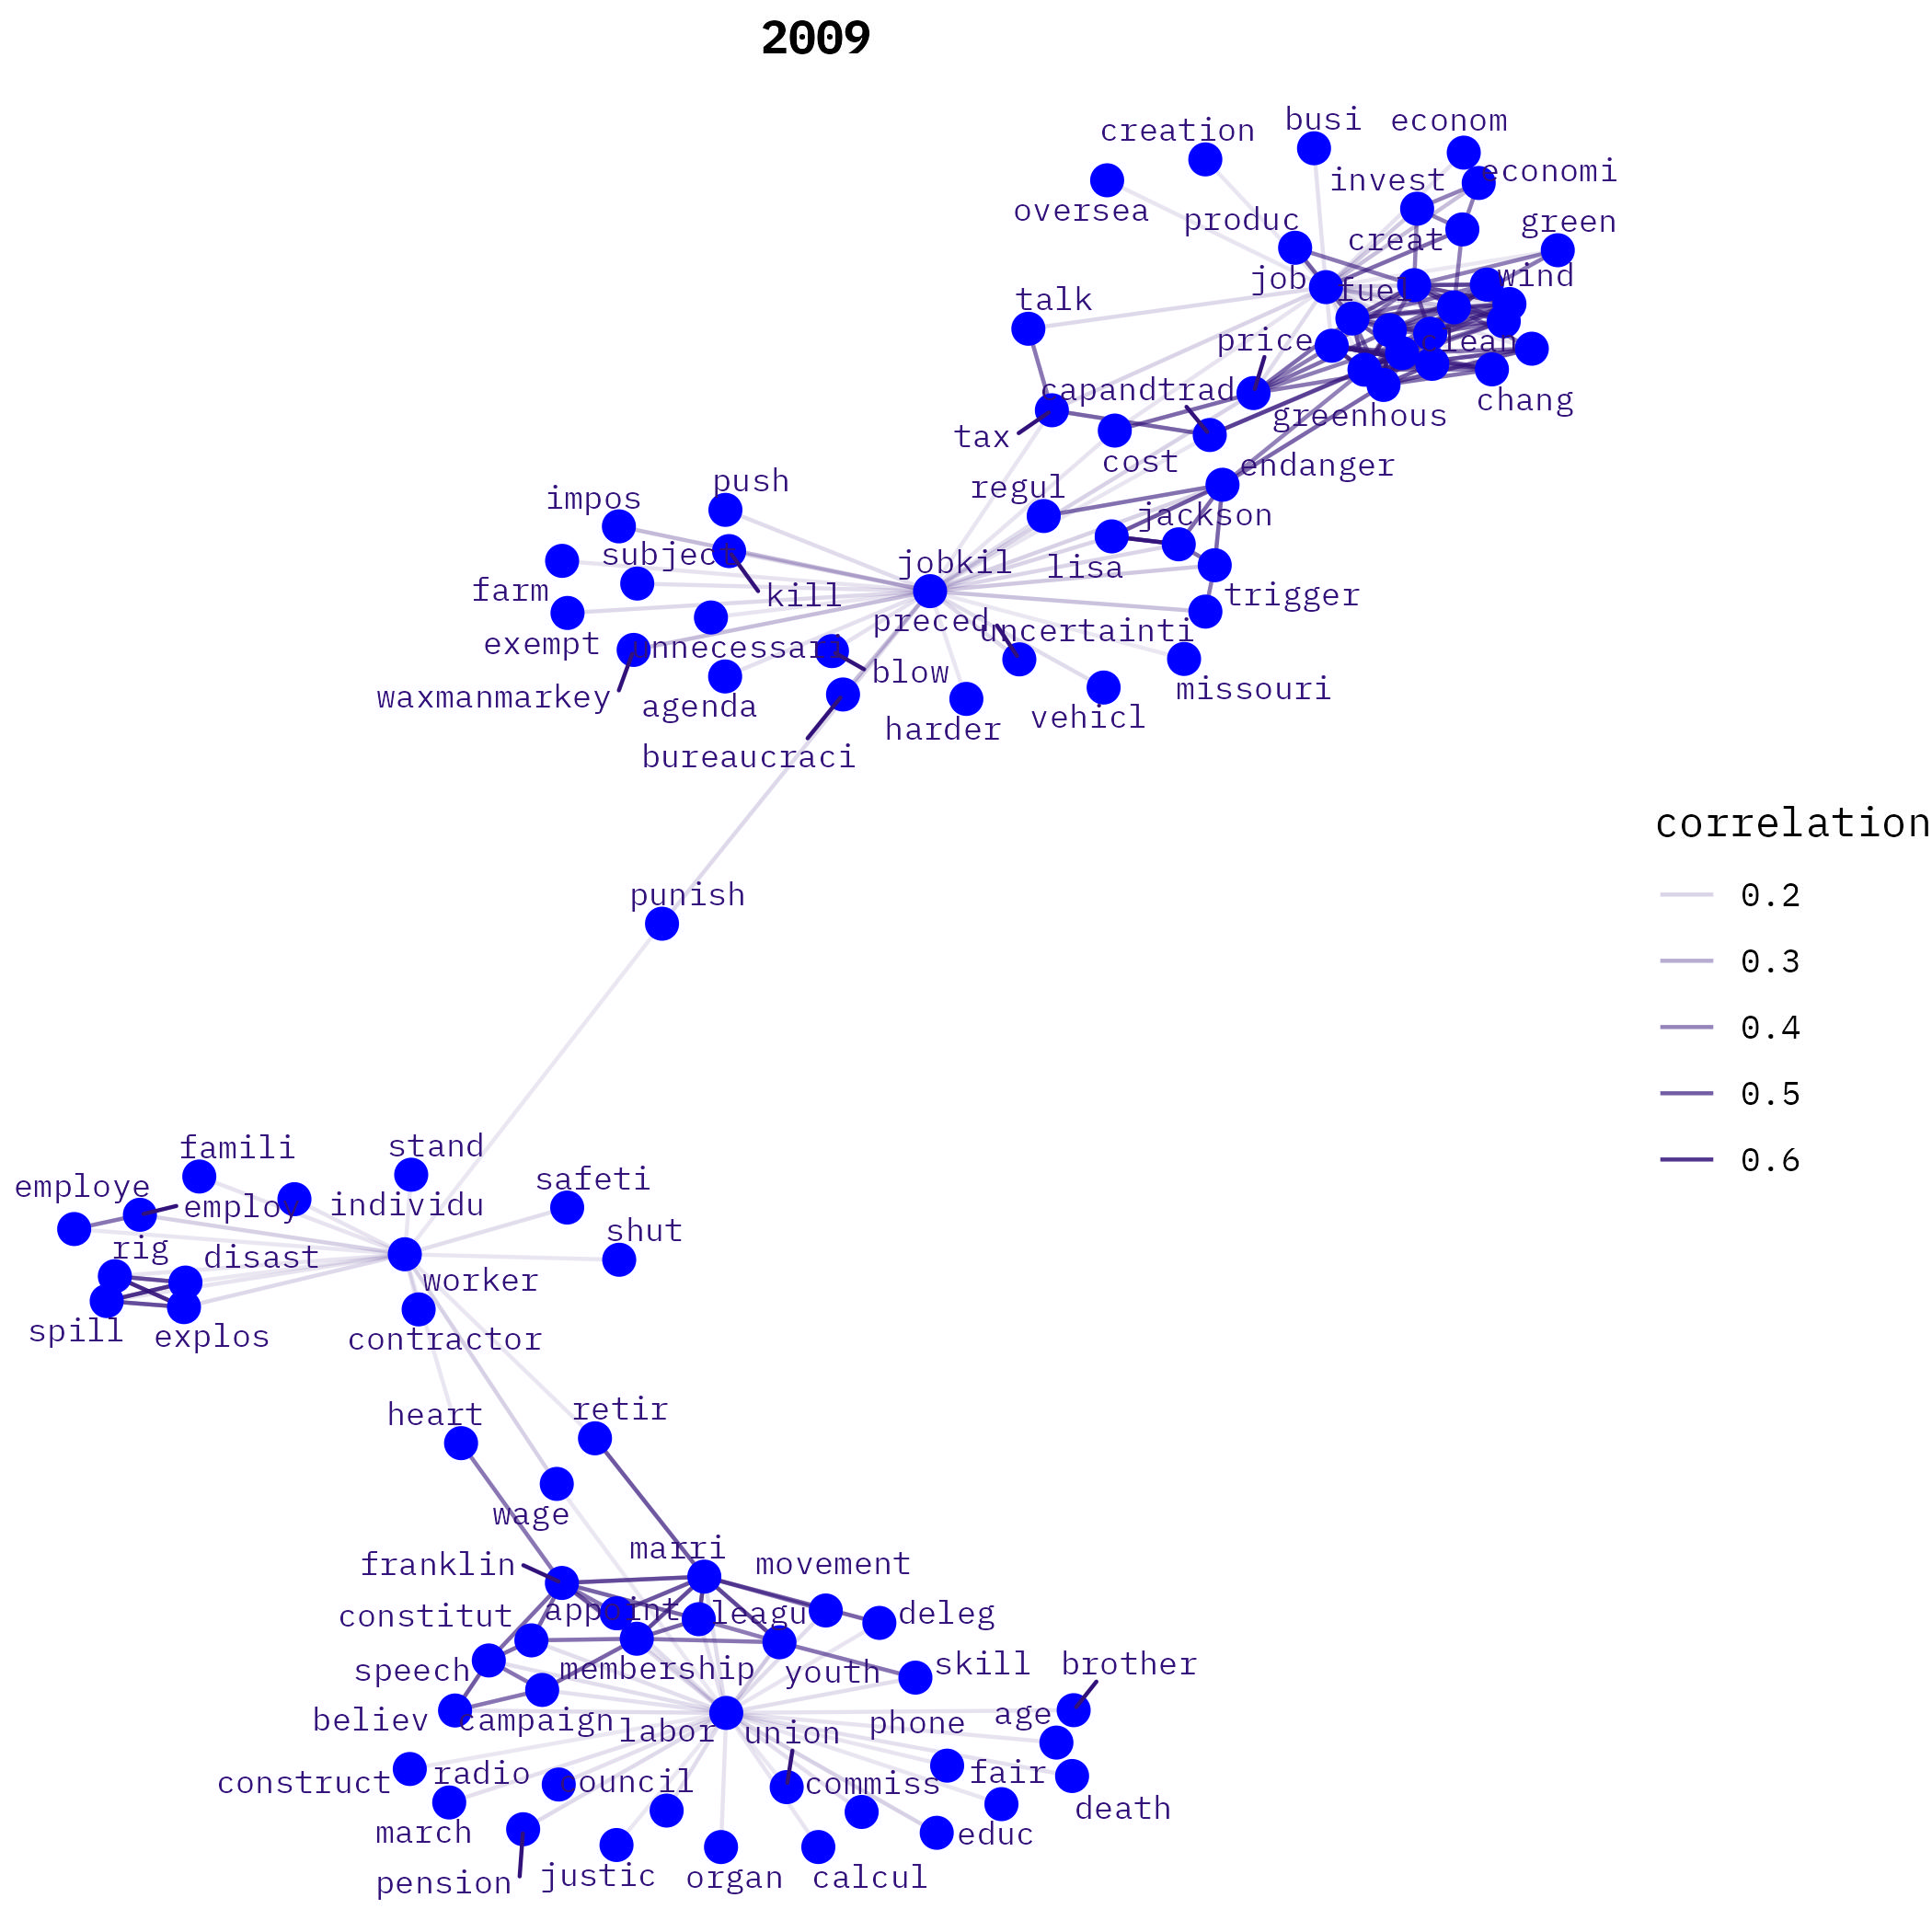 2009
busi
econom
creation
economi
invest
oversea
produc
green
creat
job
wind
fuel
talk
price
clean
capandtrad
chang
greenhous
tax
cost
endanger
push
regul
impos
jackson
subject
jobkil
lisa
farm
kill
trigger
preced
uncertainti
exempt
unnecessari
blow
missouri
waxmanmarkey
agenda
vehicl
harder
bureaucraci
correlation
0.2
0.3
0.4
0.5
0.6
punish
stand
famili
safeti
employe
employ
individu
shut
rig
disast
worker
spill
explos
contractor
heart
retir
wage
marri
movement
franklin
appoint
leagu
deleg
constitut
skill
brother
speech
membership
youth
age
believ
campaign
labor
union
phone
radio
council
commiss
fair
construct
death
march
educ
pension
justic
organ
calcul